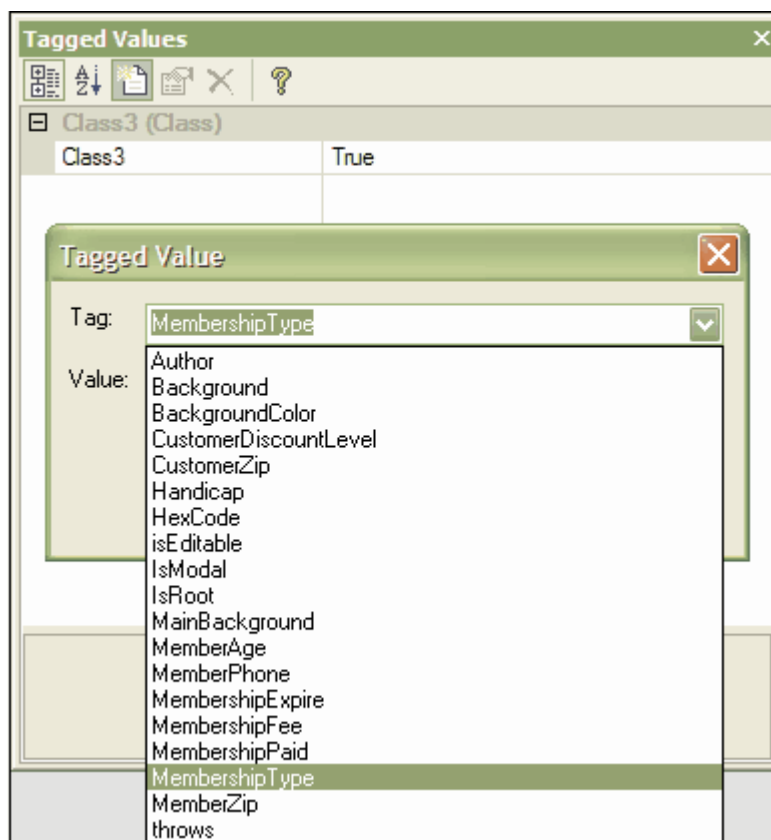 Tagged Values
Class3 (Class)
Class3 True
Tagged Value
Tag: MembershipType
Value:
Author
Background
BackgroundColor
CustomerDiscountLevel
CustomerZip
Handicap
HexCode
isEditable
IsModal
IsRoot
MainBackground
MemberAge
MemberPhone
MembershipExpire
MembershipFee
MembershipPaid
MembershipType
MemberZip
throws